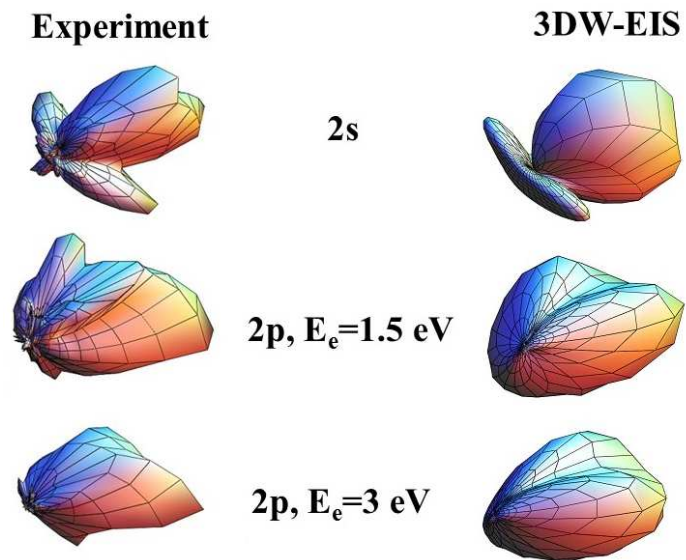 Experiment
3DW-EIS
2s
2p, Eₑ=1.5 eV
2p, Eₑ=3 eV